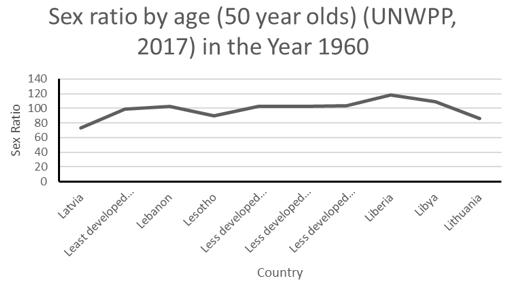 Sex ratio by age (50 year olds) (UNWPP,
2017) in the Year 1960
140
120
100
80
60
40
20
0
Sex Ratio
Latvia
Least developed...
Lebanon
Lesotho
Less developed...
Less developed...
Less developed...
Liberia
Libya
Lithuania
Country